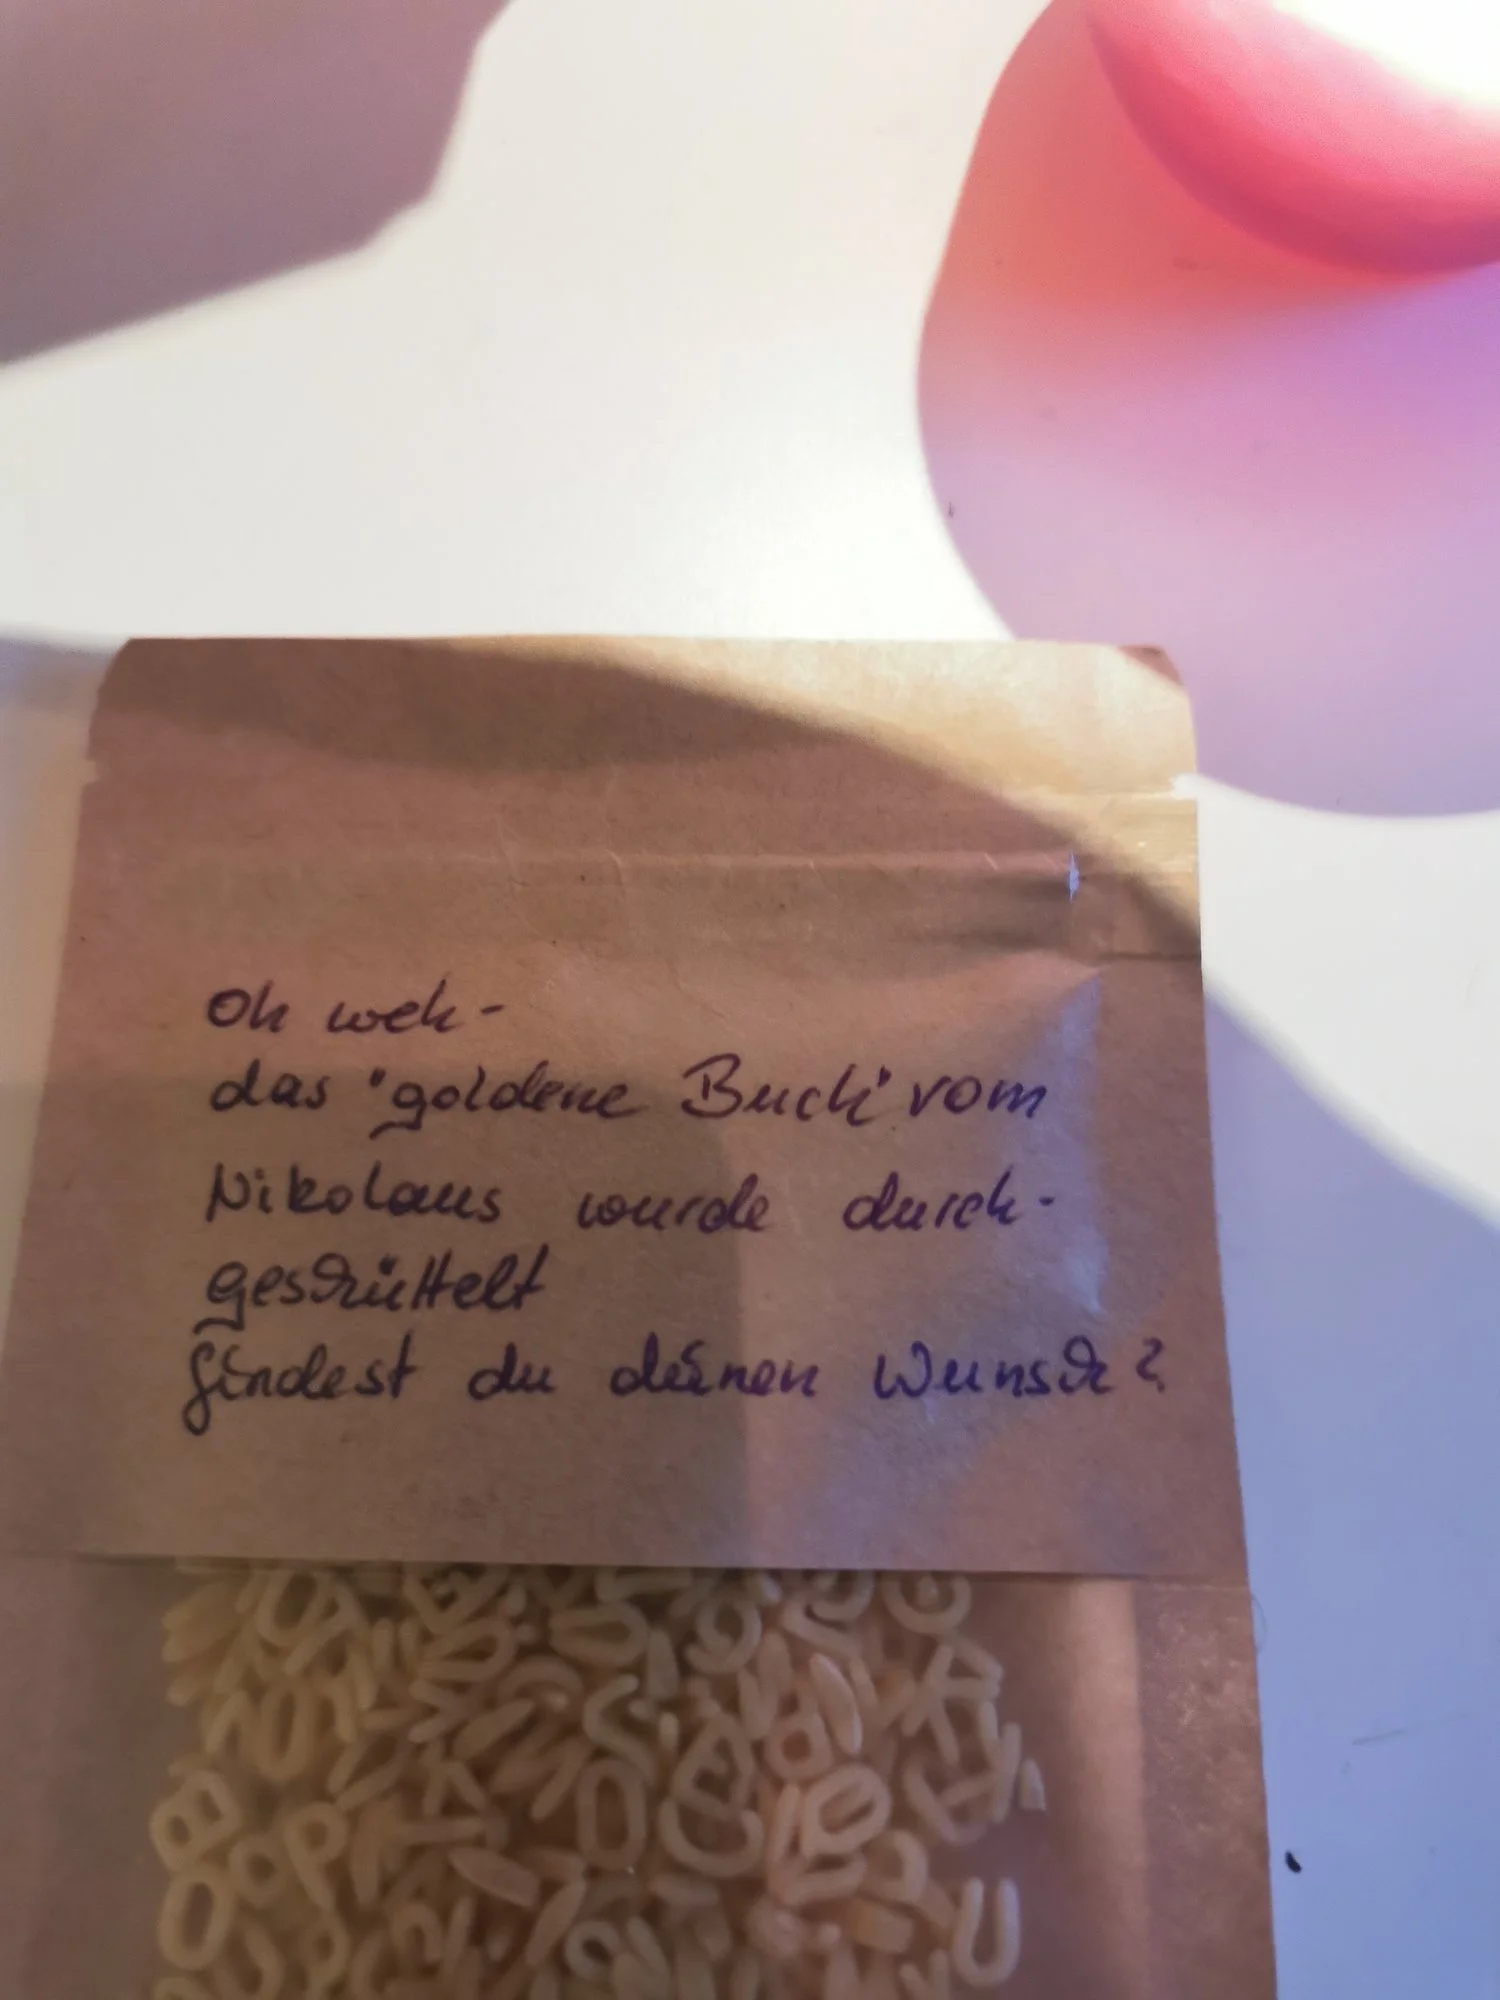 Oh weh-
das "goldene Buch" vom
Nikolaus wurde durch-
geschüttelt
findest du deinen Wunsch?